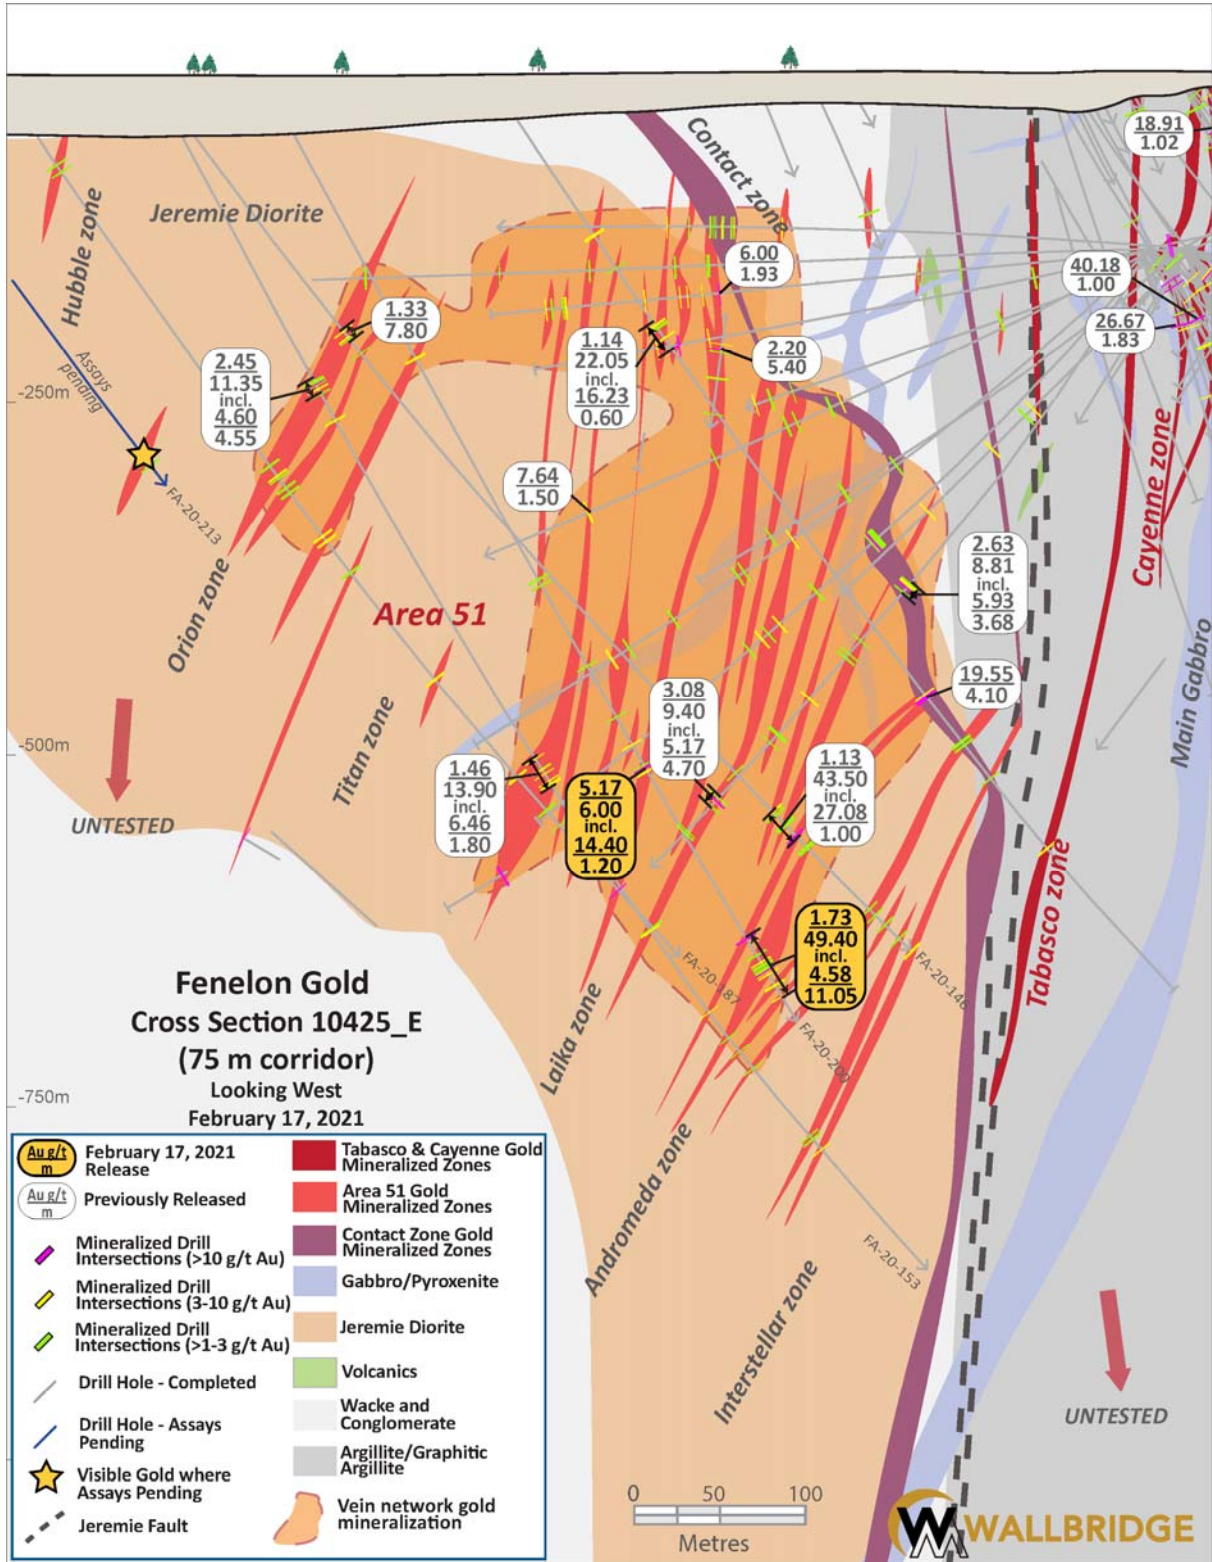 Contact zone
18.91
1.02
Jeremie Diorite
Hubble zone
6.00
1.93
40.18
1.00
1.33
7.80
26.67
1.83
1.14
22.05
incl.
16.23
0.60
2.20
5.40
2.45
11.35
incl.
4.60
4.55
Assays
pending
-250m
7.64
1.50
FA-20-213
Cayenne zone
2.63
8.81
incl.
5.93
3.68
Orion zone
Area 51
Main Gabbro
19.55
4.10
3.08
9.40
incl.
5.17
4.70
-500m
Titan zone
1.46
13.90
incl.
6.46
1.80
5.17
6.00
incl.
14.40
1.20
1.13
43.50
incl.
27.08
1.00
UNTESTED
Tabasco zone
1.73
49.40
incl.
4.58
11.05
FA-20-187
FA-20-146
FA-20-200
Fenelon Gold
Cross Section 10425_E
(75 m corridor)
Looking West
February 17, 2021
Laika zone
-750m
Andromeda zone
FA-20-153
Interstellar zone
UNTESTED
Au g/t
m
February 17, 2021
Release
Au g/t
m
Previously Released
Mineralized Drill
Intersections (>10 g/t Au)
Mineralized Drill
Intersections (3-10 g/t Au)
Mineralized Drill
Intersections (>1-3 g/t Au)
Drill Hole - Completed
Drill Hole - Assays
Pending
Visible Gold where
Assays Pending
Jeremie Fault
Tabasco & Cayenne Gold
Mineralized Zones
Area 51 Gold
Mineralized Zones
Contact Zone Gold
Mineralized Zones
Gabbro/Pyroxenite
Jeremie Diorite
Volcanics
Wacke and
Conglomerate
Argillite/Graphitic
Argillite
Vein network gold
mineralization
0 50 100
Metres
WALLBRIDGE